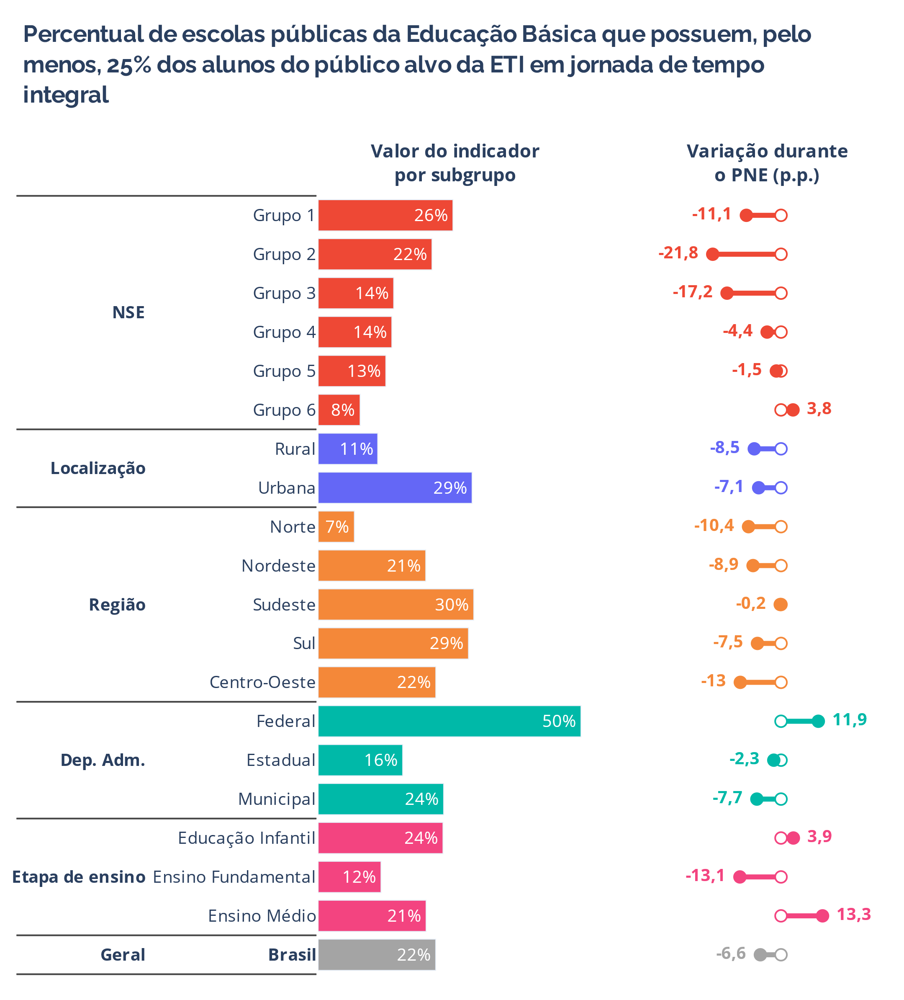 Percentual de escolas públicas da Educação Básica que possuem, pelo
menos, 25% dos alunos do público alvo da ETI em jornada de tempo
integral
Valor do indicador
por subgrupo
Variação durante
o PNE (p.p.)
NSE
Grupo 1 26% -11,1
Grupo 2 22% -21,8
Grupo 3 14% -17,2
Grupo 4 14% -4,4
Grupo 5 13% -1,5
Grupo 6 8% 3,8
Localização
Rural 11% -8,5
Urbana 29% -7,1
Região
Norte 7% -10,4
Nordeste 21% -8,9
Sudeste 30% -0,2
Sul 29% -7,5
Centro-Oeste 22% -13
Dep. Adm.
Federal 50% 11,9
Estadual 16% -2,3
Municipal 24% -7,7
Etapa de ensino
Educação Infantil 24% 3,9
Ensino Fundamental 12% -13,1
Ensino Médio 21% 13,3
Geral
Brasil 22% -6,6